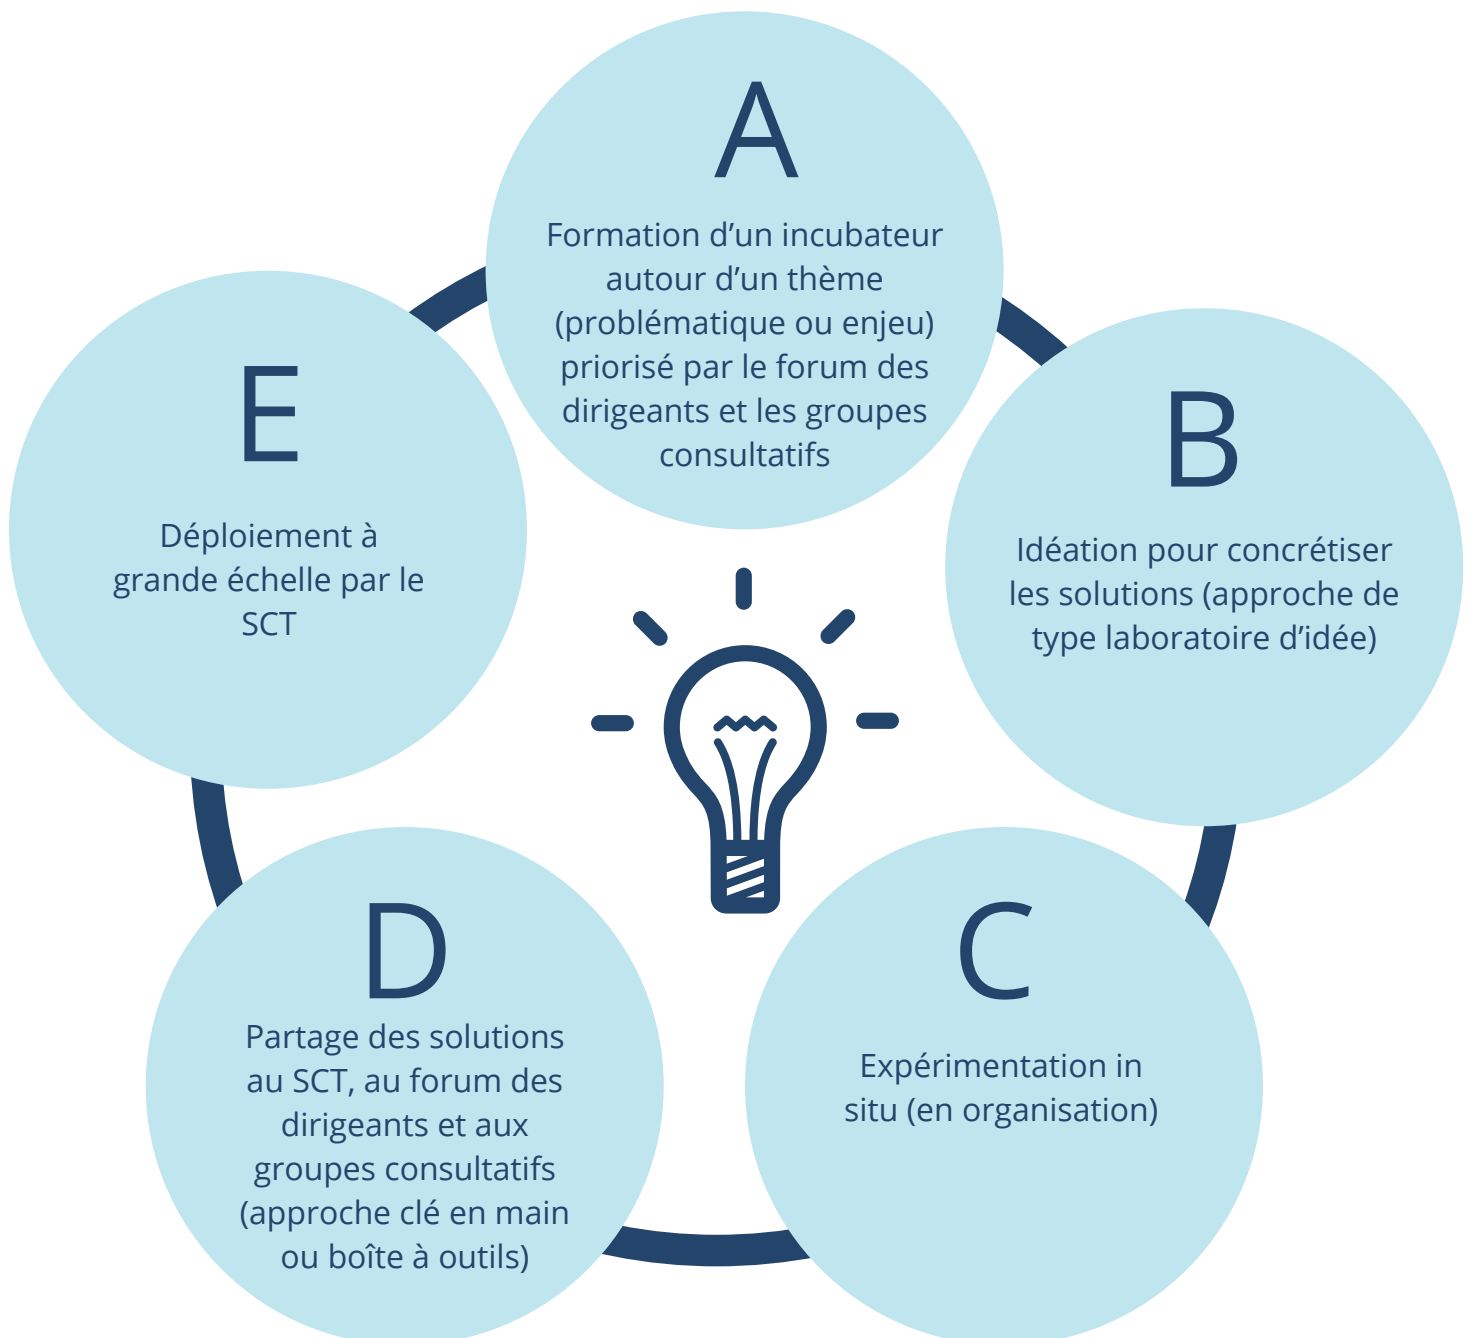 A
Formation d’un incubateur
autour d’un thème
(problématique ou enjeu)
priorisé par le forum des
dirigeants et les groupes
consultatifs
B
Idéation pour concrétiser
les solutions (approche de
type laboratoire d’idée)
C
Expérimentation in
situ (en organisation)
D
Partage des solutions
au SCT, au forum des
dirigeants et aux
groupes consultatifs
(approche clé en main
ou boîte à outils)
E
Déploiement à
grande échelle par le
SCT